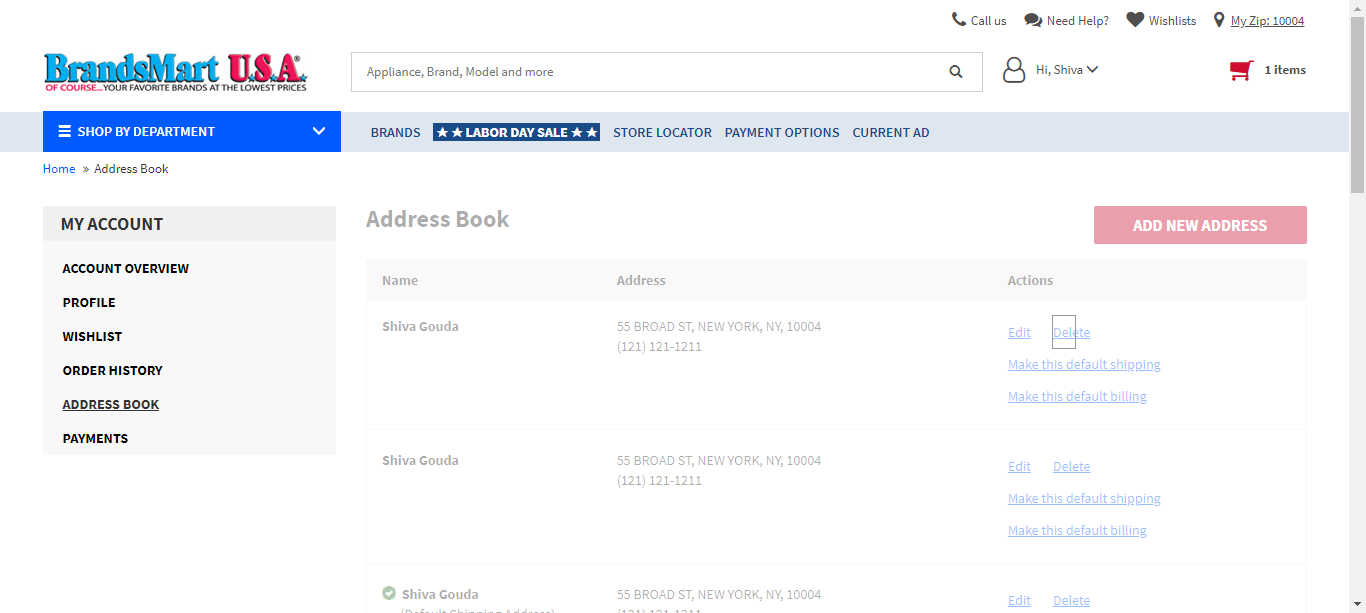 Call us Need Help? Wishlists My Zip: 10004
BrandsMart U.S.A.
OF COURSE...YOUR FAVORITE BRANDS AT THE LOWEST PRICES
Appliance, Brand, Model and more
Hi, Shiva
1 items
SHOP BY DEPARTMENT
BRANDS ★ ★ LABOR DAY SALE ★ ★ STORE LOCATOR PAYMENT OPTIONS CURRENT AD
Home » Address Book
MY ACCOUNT
ACCOUNT OVERVIEW
PROFILE
WISHLIST
ORDER HISTORY
ADDRESS BOOK
PAYMENTS
Address Book
ADD NEW ADDRESS
Name Address Actions
Shiva Gouda 55 BROAD ST, NEW YORK, NY, 10004 Edit Delete
(121) 121-1211
Make this default shipping
Make this default billing
Shiva Gouda 55 BROAD ST, NEW YORK, NY, 10004 Edit Delete
(121) 121-1211
Make this default shipping
Make this default billing
Shiva Gouda 55 BROAD ST, NEW YORK, NY, 10004 Edit Delete
(Default Shipping Address) (121) 121-1211